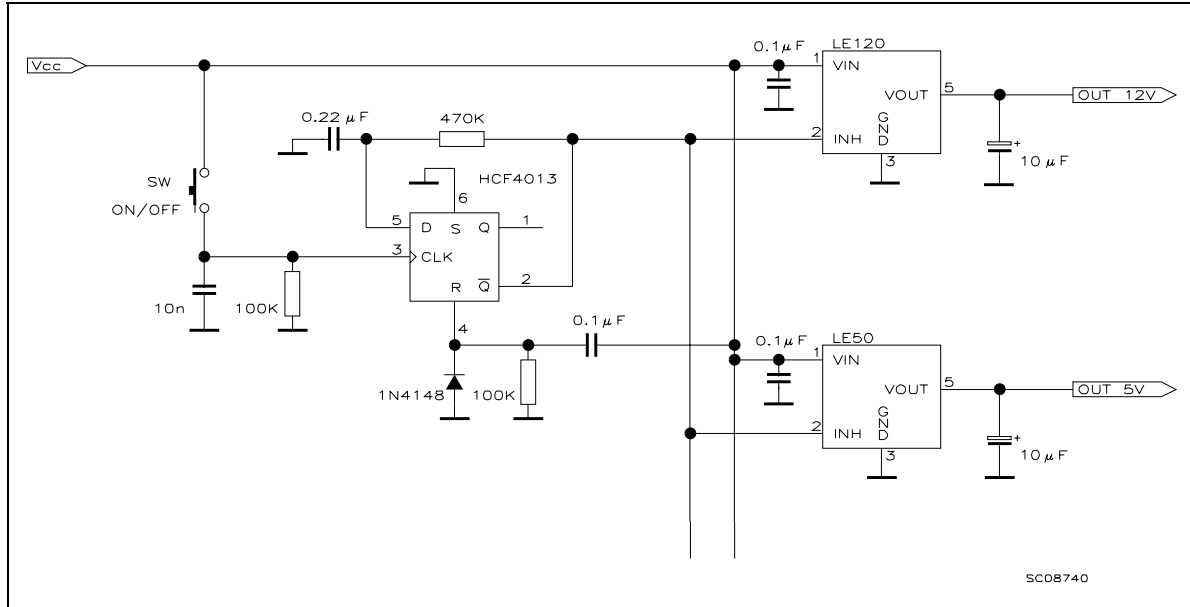 Vcc
0.1µF
LE120
1
VIN
VOUT
5
OUT 12V
2
INH
GND
3
10µF
0.22 µF
470K
HCF4013
SW
ON/OFF
6
5
D
S
Q
1
3
CLK
R
Q̅
2
4
10n
100K
0.1µF
1N4148
100K
0.1µF
LE50
1
VIN
VOUT
5
OUT 5V
2
INH
GND
3
10µF
+
+
SC08740